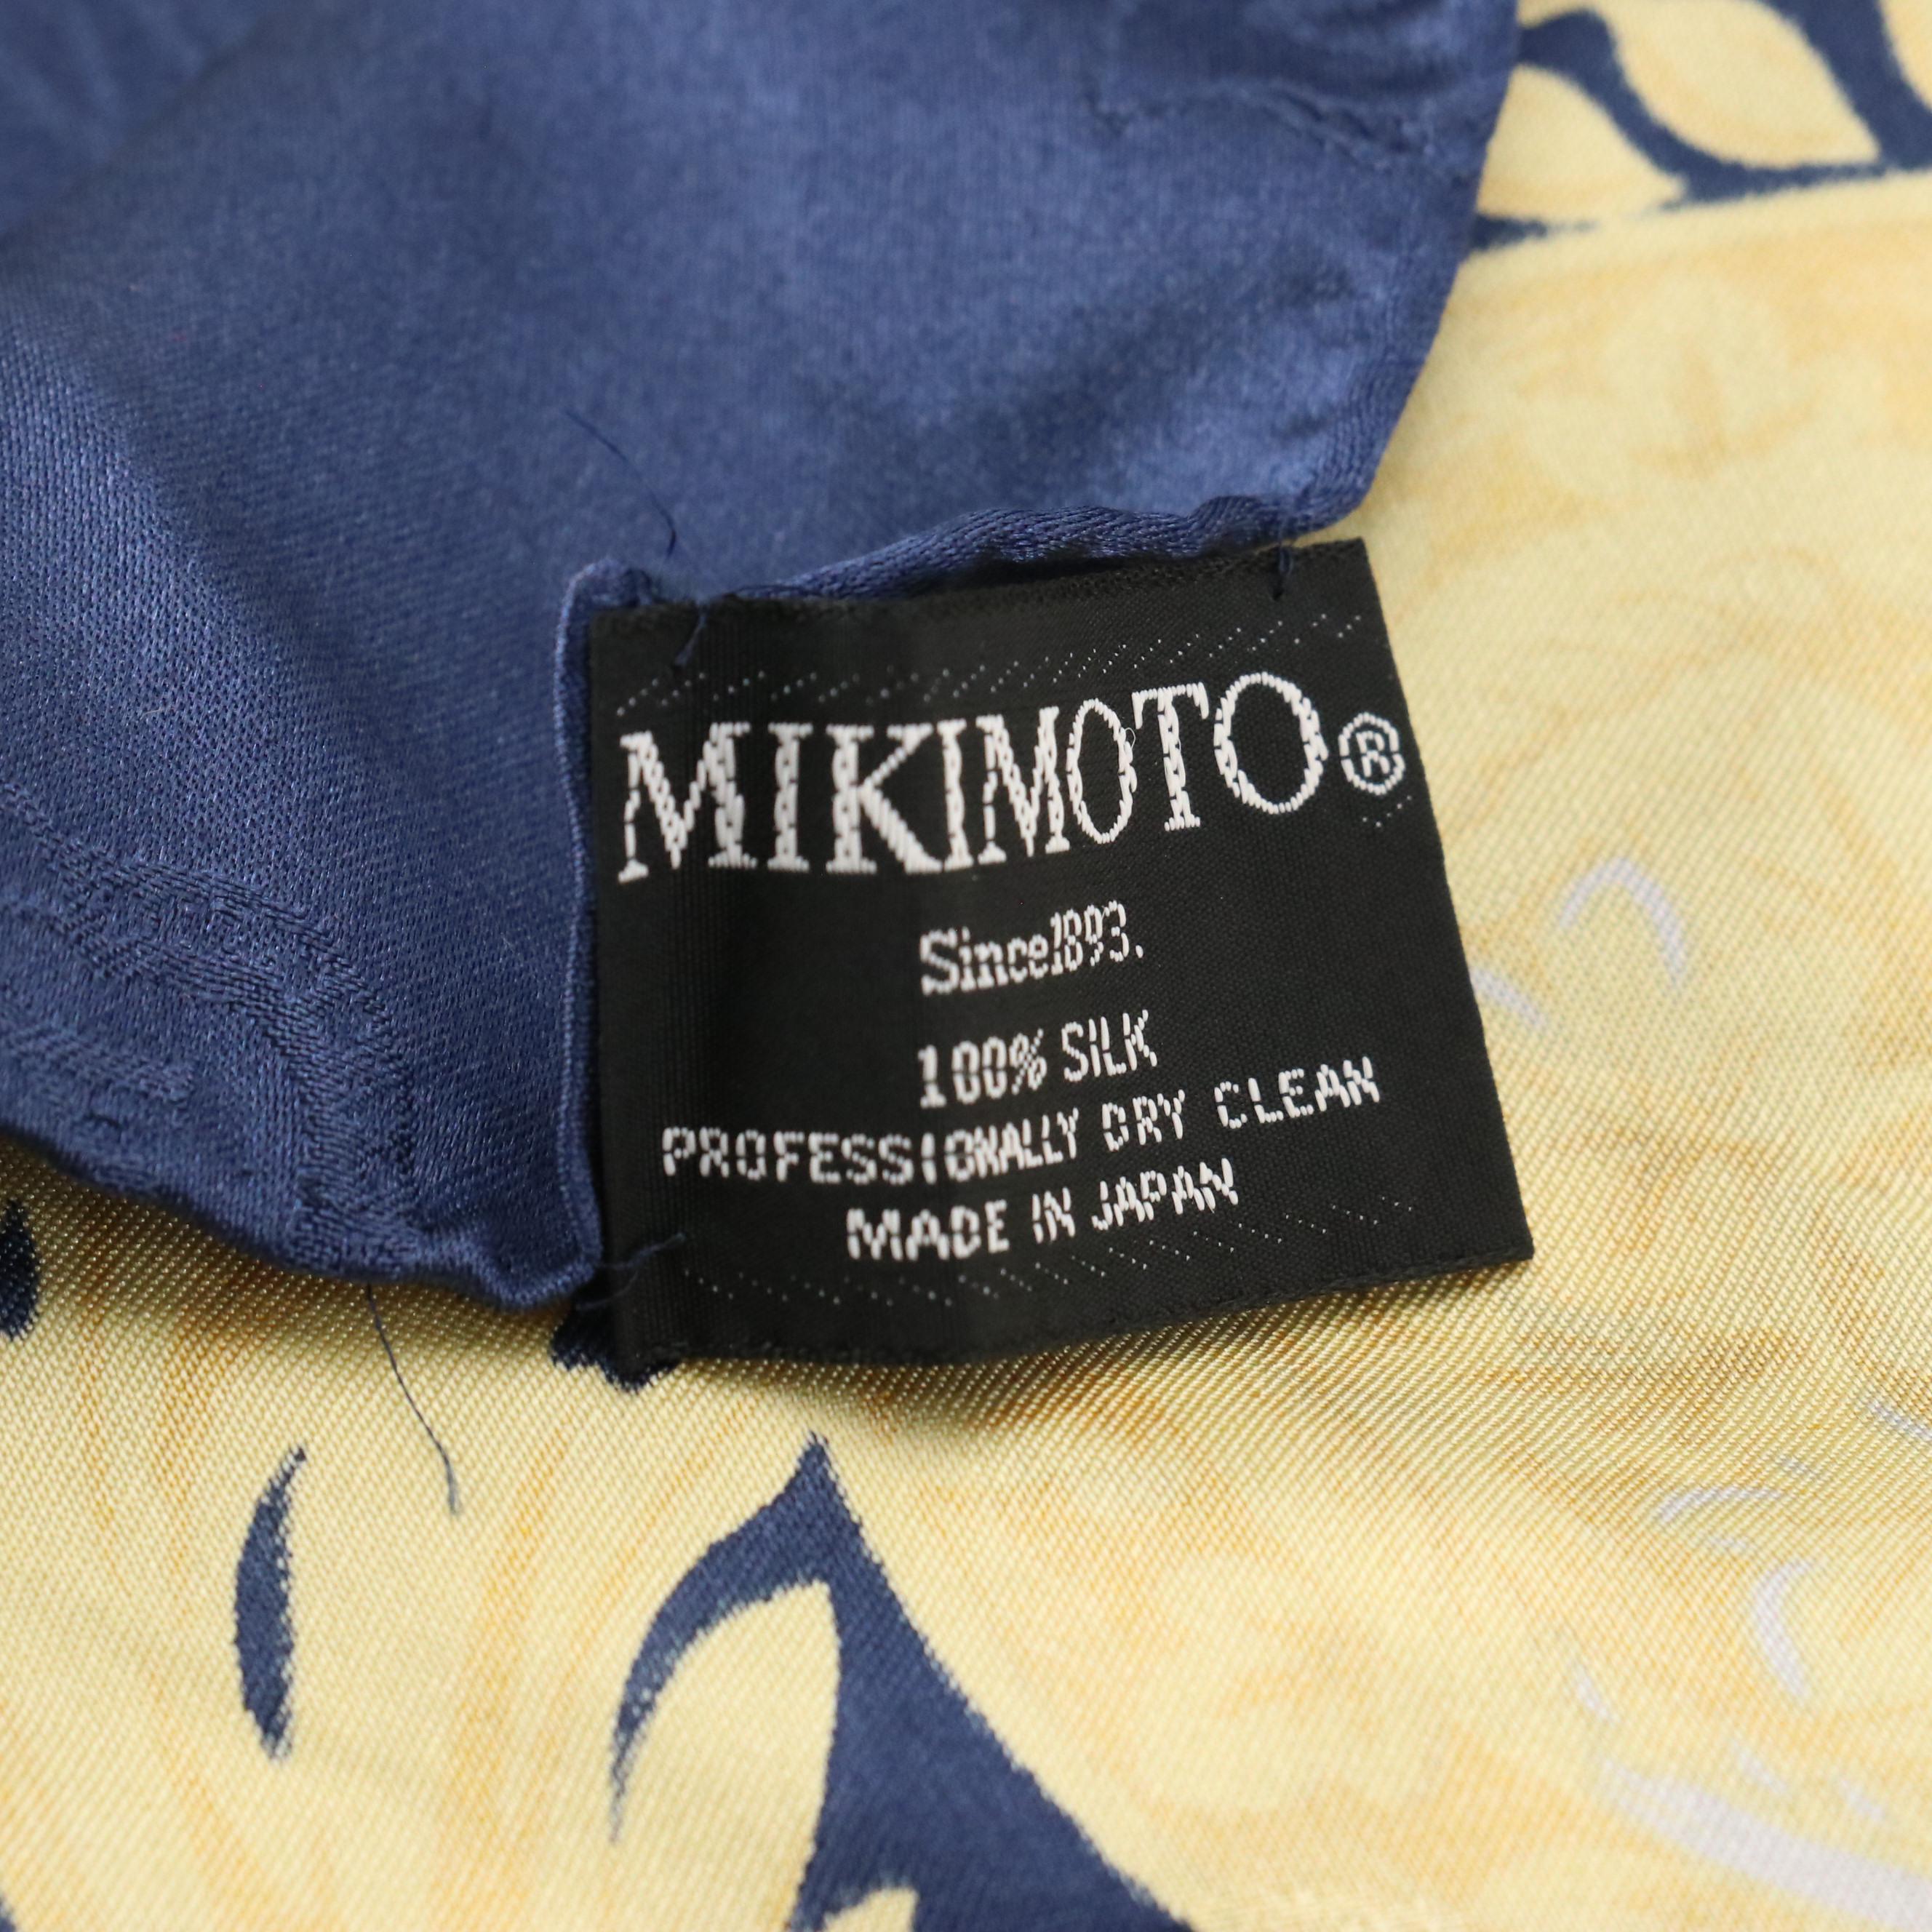 MIKIMOTO®
Since1893.
100% SILK
PROFESSIONALLY DRY CLEAN
MADE IN JAPAN